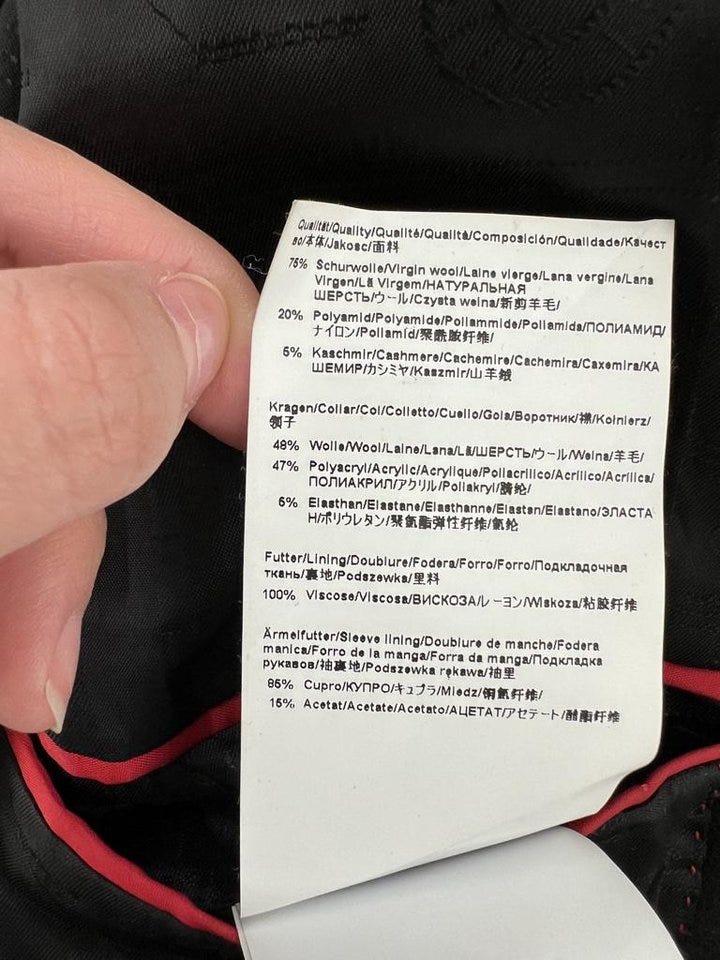 Qualität/Quality/Qualité/Qualità/Composición/Qualidade/Качест
во/本体/Jakosc/面料
75% Schurwolle/Virgin wool/Laine vierge/Lana vergine/Lana
Virgen/Lã Virgem/НАТУРАЛЬНАЯ
ШЕРСТЬ/ウール/Czysta welna/新剪羊毛/
20% Polyamid/Polyamide/Poliammide/Poliamida/ПОЛИАМИД/
ナイロン/Poliamid/聚酰胺纤维/
5% Kaschmir/Cashmere/Cachemire/Cachemira/Caxemira/КА
ШЕМИР/カシミヤ/Kaszmir/山羊绒
Kragen/Collar/Col/Colletto/Cuello/Gola/Воротник/襟/Kolnierz/
领子
48% Wolle/Wool/Laine/Lana/Lã/ШЕРСТЬ/ウール/Welna/羊毛/
47% Polyacryl/Acrylic/Acrylique/Poliacrilico/Acrílico/Acrílica/
ПОЛИАКРИЛ/アクリル/Poliakryl/腈纶/
5% Elasthan/Elastane/Elasthanne/Elastan/Elastano/ЭЛАСТА
Н/ポリウレタン/聚氨酯弹性纤维/氨纶
Futter/Lining/Doublure/Fodera/Forro/Forro/Подкладочная
ткань/裏地/Podszewka/里料
100% Viscose/Viscosa/ВИСКОЗА/レーヨン/Wiskoza/粘胶纤维
Ärmelfutter/Sleeve lining/Doublure de manche/Fodera
manica/Forro de la manga/Forra da manga/Подкладка
рукавов/袖裏地/Podszewka rękawa/袖里
85% Cupro/КУПРО/キュプラ/Miedz/铜氨纤维/
15% Acetat/Acetate/Acetato/АЦЕТАТ/アセテート/醋酯纤维